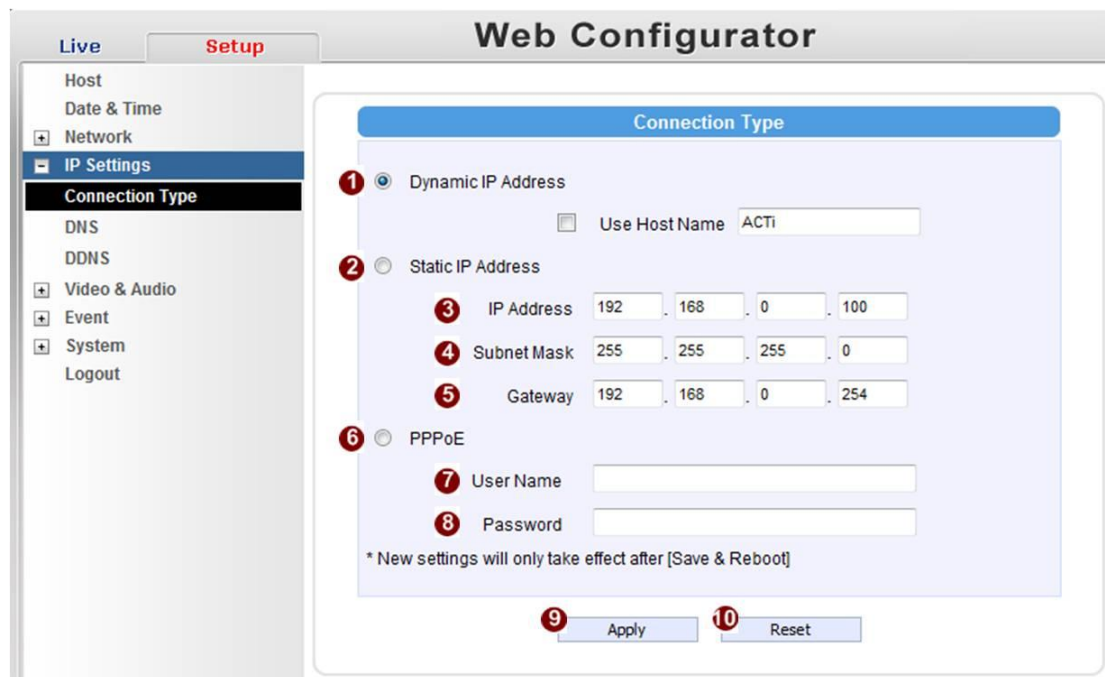 Web Configurator
Live Setup
Host
Date & Time
Network
IP Settings
Connection Type
DNS
DDNS
Video & Audio
Event
System
Logout
Connection Type
1 Dynamic IP Address
Use Host Name ACTi
2 Static IP Address
3 IP Address 192 . 168 . 0 . 100
4 Subnet Mask 255 . 255 . 255 . 0
5 Gateway 192 . 168 . 0 . 254
6 PPPoE
7 User Name
8 Password
* New settings will only take effect after [Save & Reboot]
9 Apply 10 Reset